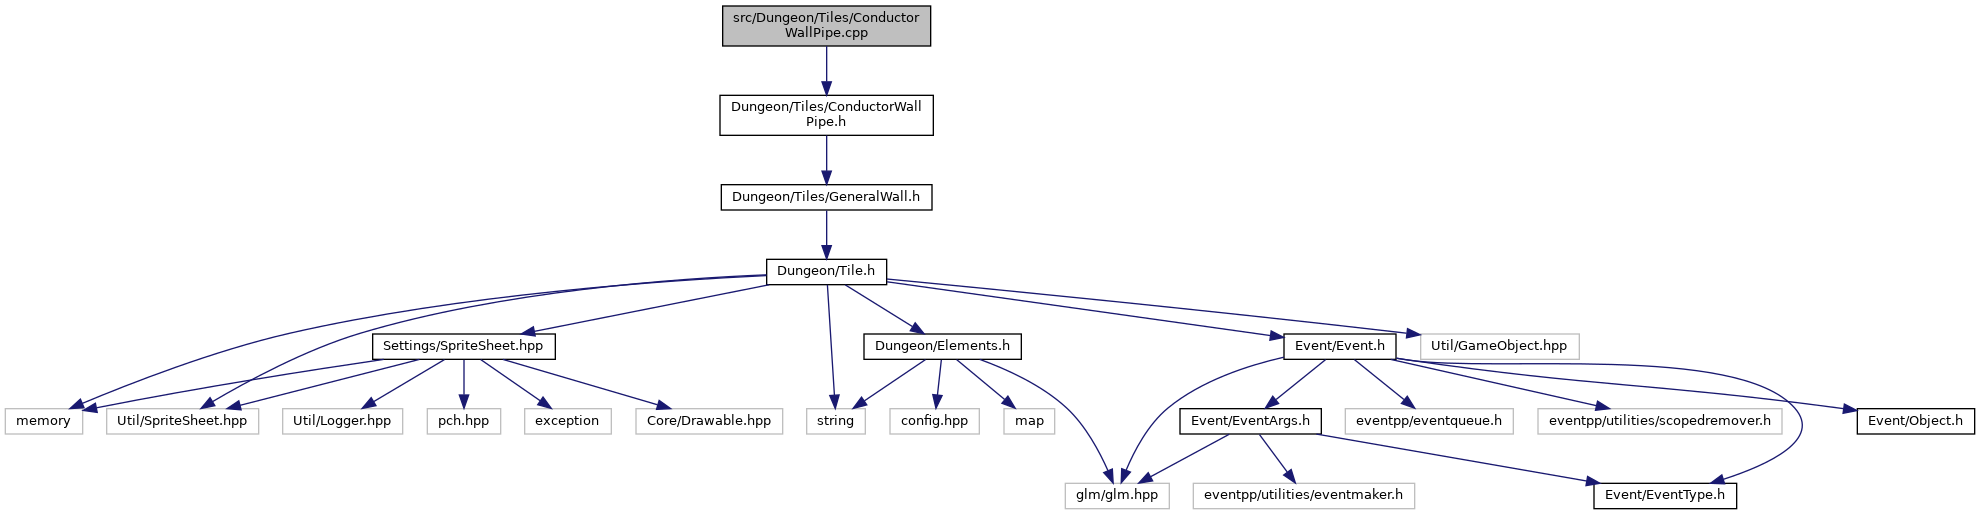 src/Dungeon/Tiles/Conductor
WallPipe.cpp
Dungeon/Tiles/ConductorWall
Pipe.h
Dungeon/Tiles/GeneralWall.h
Dungeon/Tile.h
Settings/SpriteSheet.hpp
Dungeon/Elements.h
Event/Event.h
Util/GameObject.hpp
memory
Util/SpriteSheet.hpp
Util/Logger.hpp
pch.hpp
exception
Core/Drawable.hpp
string
config.hpp
map
Event/EventArgs.h
eventpp/eventqueue.h
eventpp/utilities/scopedremover.h
Event/Object.h
glm/glm.hpp
eventpp/utilities/eventmaker.h
Event/EventType.h